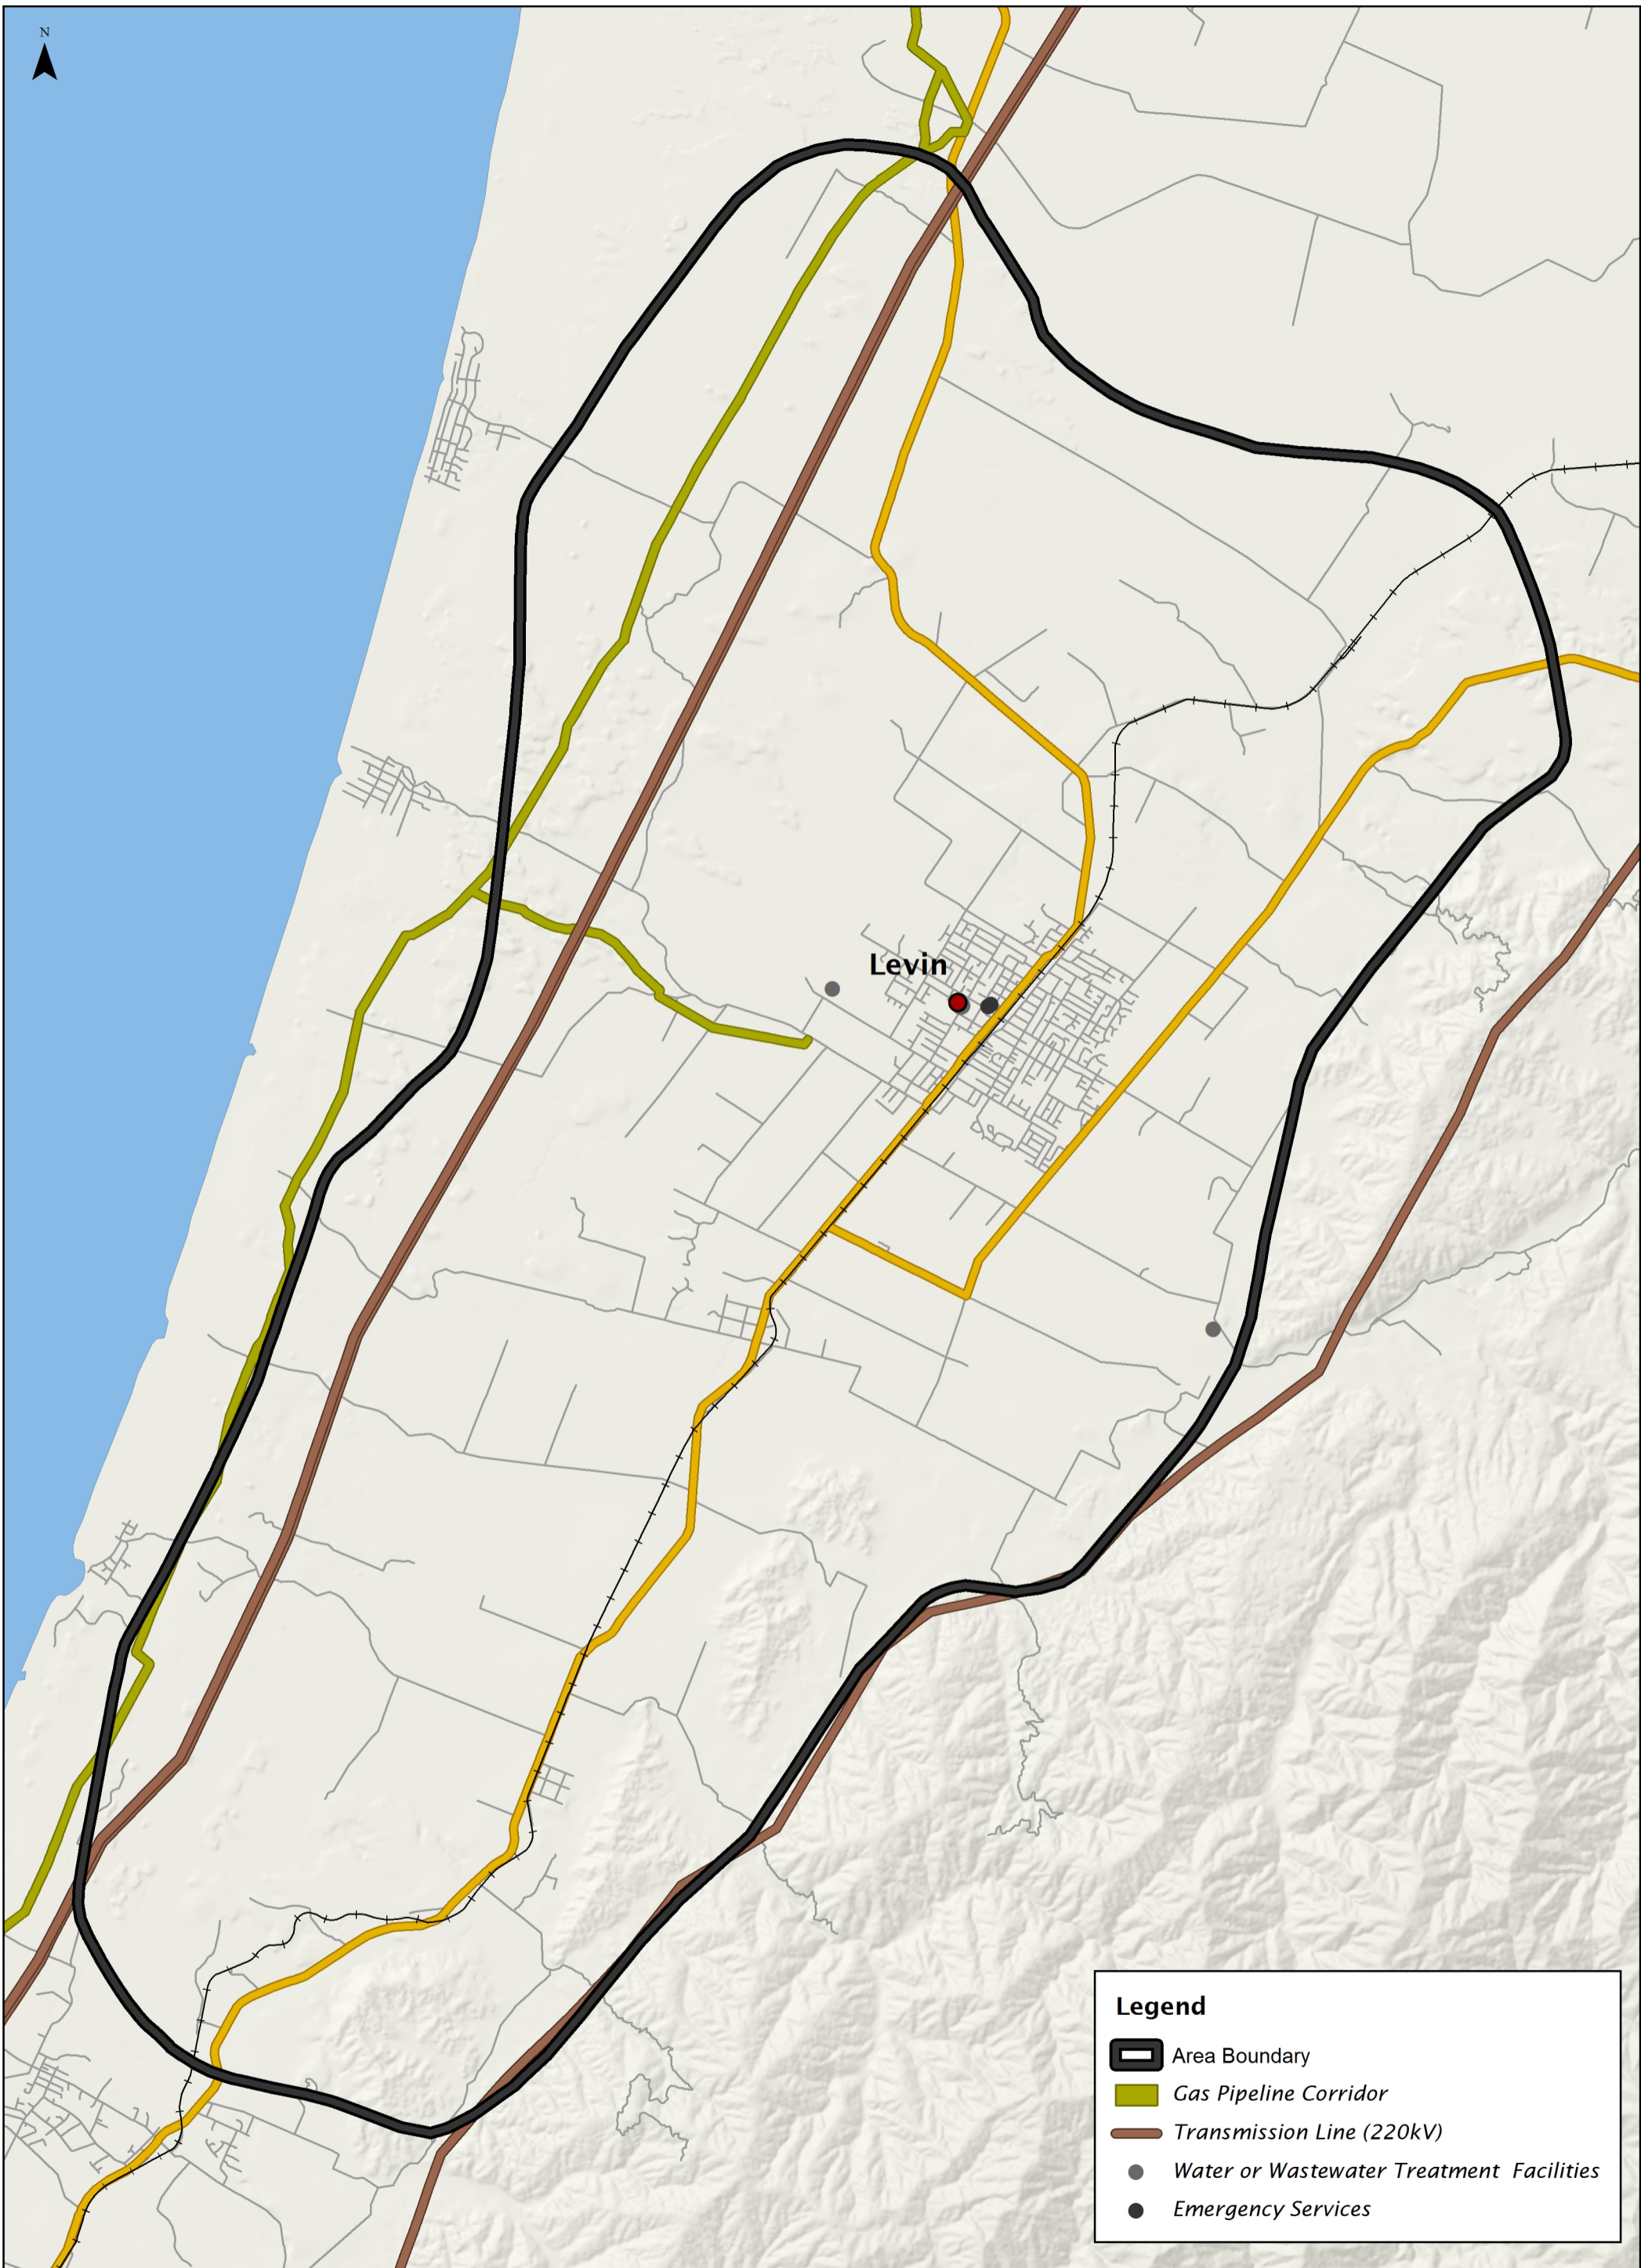 N
Levin
Legend
Area Boundary
Gas Pipeline Corridor
Transmission Line (220kV)
Water or Wastewater Treatment Facilities
Emergency Services